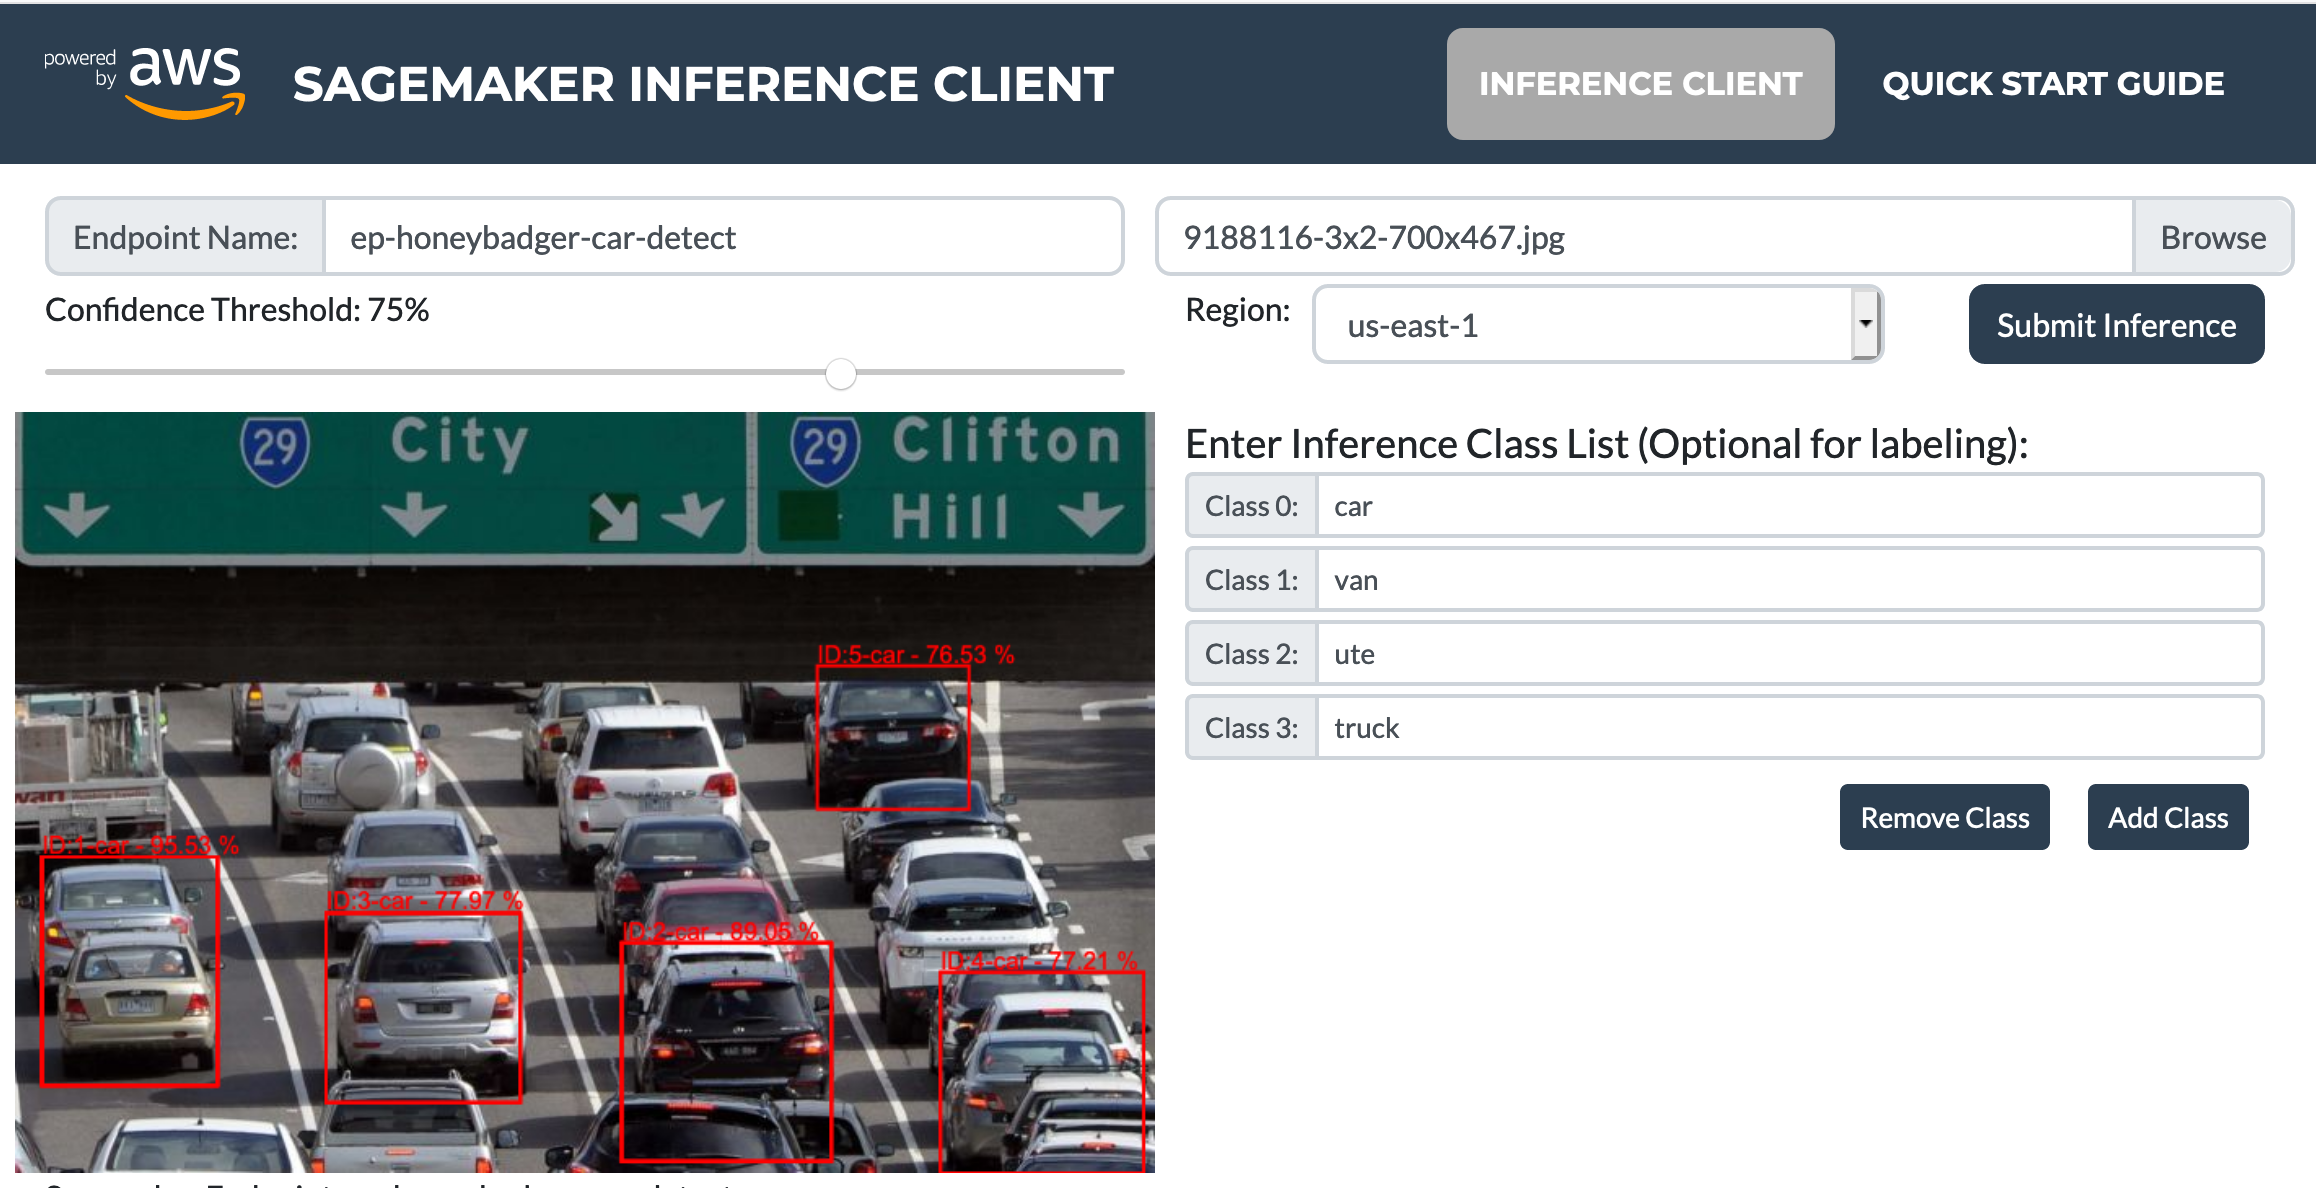 powered by aws
SAGEMAKER INFERENCE CLIENT
INFERENCE CLIENT
QUICK START GUIDE
Endpoint Name:
ep-honeybadger-car-detect
9188116-3x2-700x467.jpg
Browse
Confidence Threshold: 75%
Region:
us-east-1
Submit Inference
29 City
29 Clifton
Hill
ID:5-car - 76.53 %
ID:1-car - 95.53 %
ID:3-car - 77.97 %
ID:2-car - 89.05 %
ID:4-car - 77.21 %
Enter Inference Class List (Optional for labeling):
Class 0: car
Class 1: van
Class 2: ute
Class 3: truck
Remove Class
Add Class